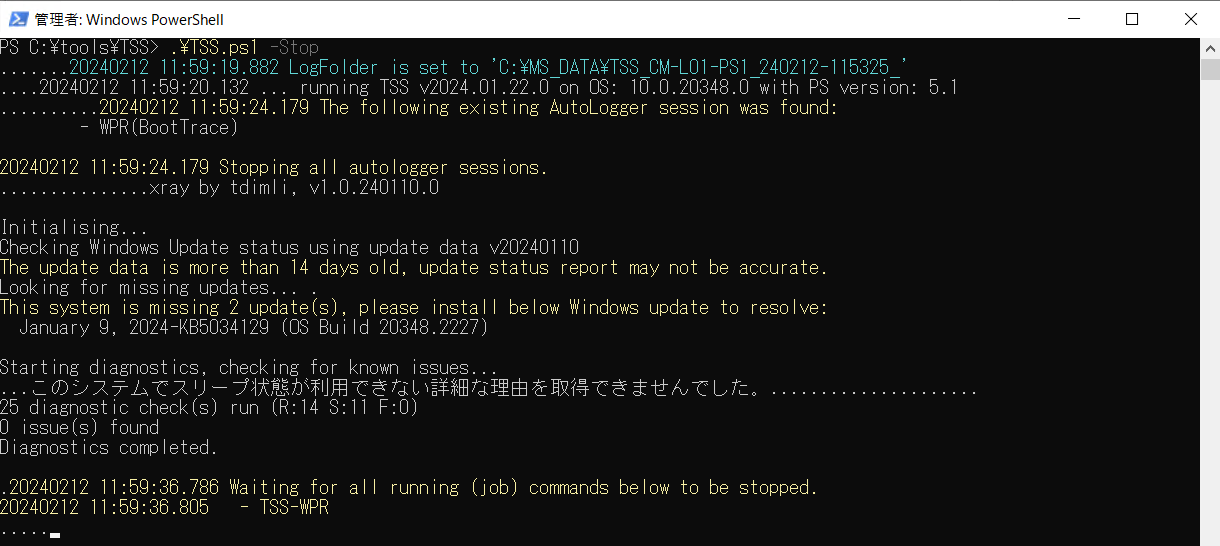 管理者: Windows PowerShell
PS C:¥tools¥TSS> .¥TSS.ps1 -Stop
.......20240212 11:59:19.882 LogFolder is set to 'C:¥MS_DATA¥TSS_CM-L01-PS1_240212-115325_'
....20240212 11:59:20.132 ... running TSS v2024.01.22.0 on OS: 10.0.20348.0 with PS version: 5.1
..........20240212 11:59:24.179 The following existing AutoLogger session was found:
- WPR(BootTrace)
20240212 11:59:24.179 Stopping all autologger sessions.
...............xray by tdimli, v1.0.240110.0
Initialising...
Checking Windows Update status using update data v20240110
The update data is more than 14 days old, update status report may not be accurate.
Looking for missing updates... .
This system is missing 2 update(s), please install below Windows update to resolve:
January 9, 2024-KB5034129 (OS Build 20348.2227)
Starting diagnostics, checking for known issues...
...このシステムでスリープ状態が利用できない詳細な理由を取得できませんでした。.....................
25 diagnostic check(s) run (R:14 S:11 F:0)
0 issue(s) found
Diagnostics completed.
.20240212 11:59:36.786 Waiting for all running (job) commands below to be stopped.
20240212 11:59:36.805   - TSS-WPR
.....